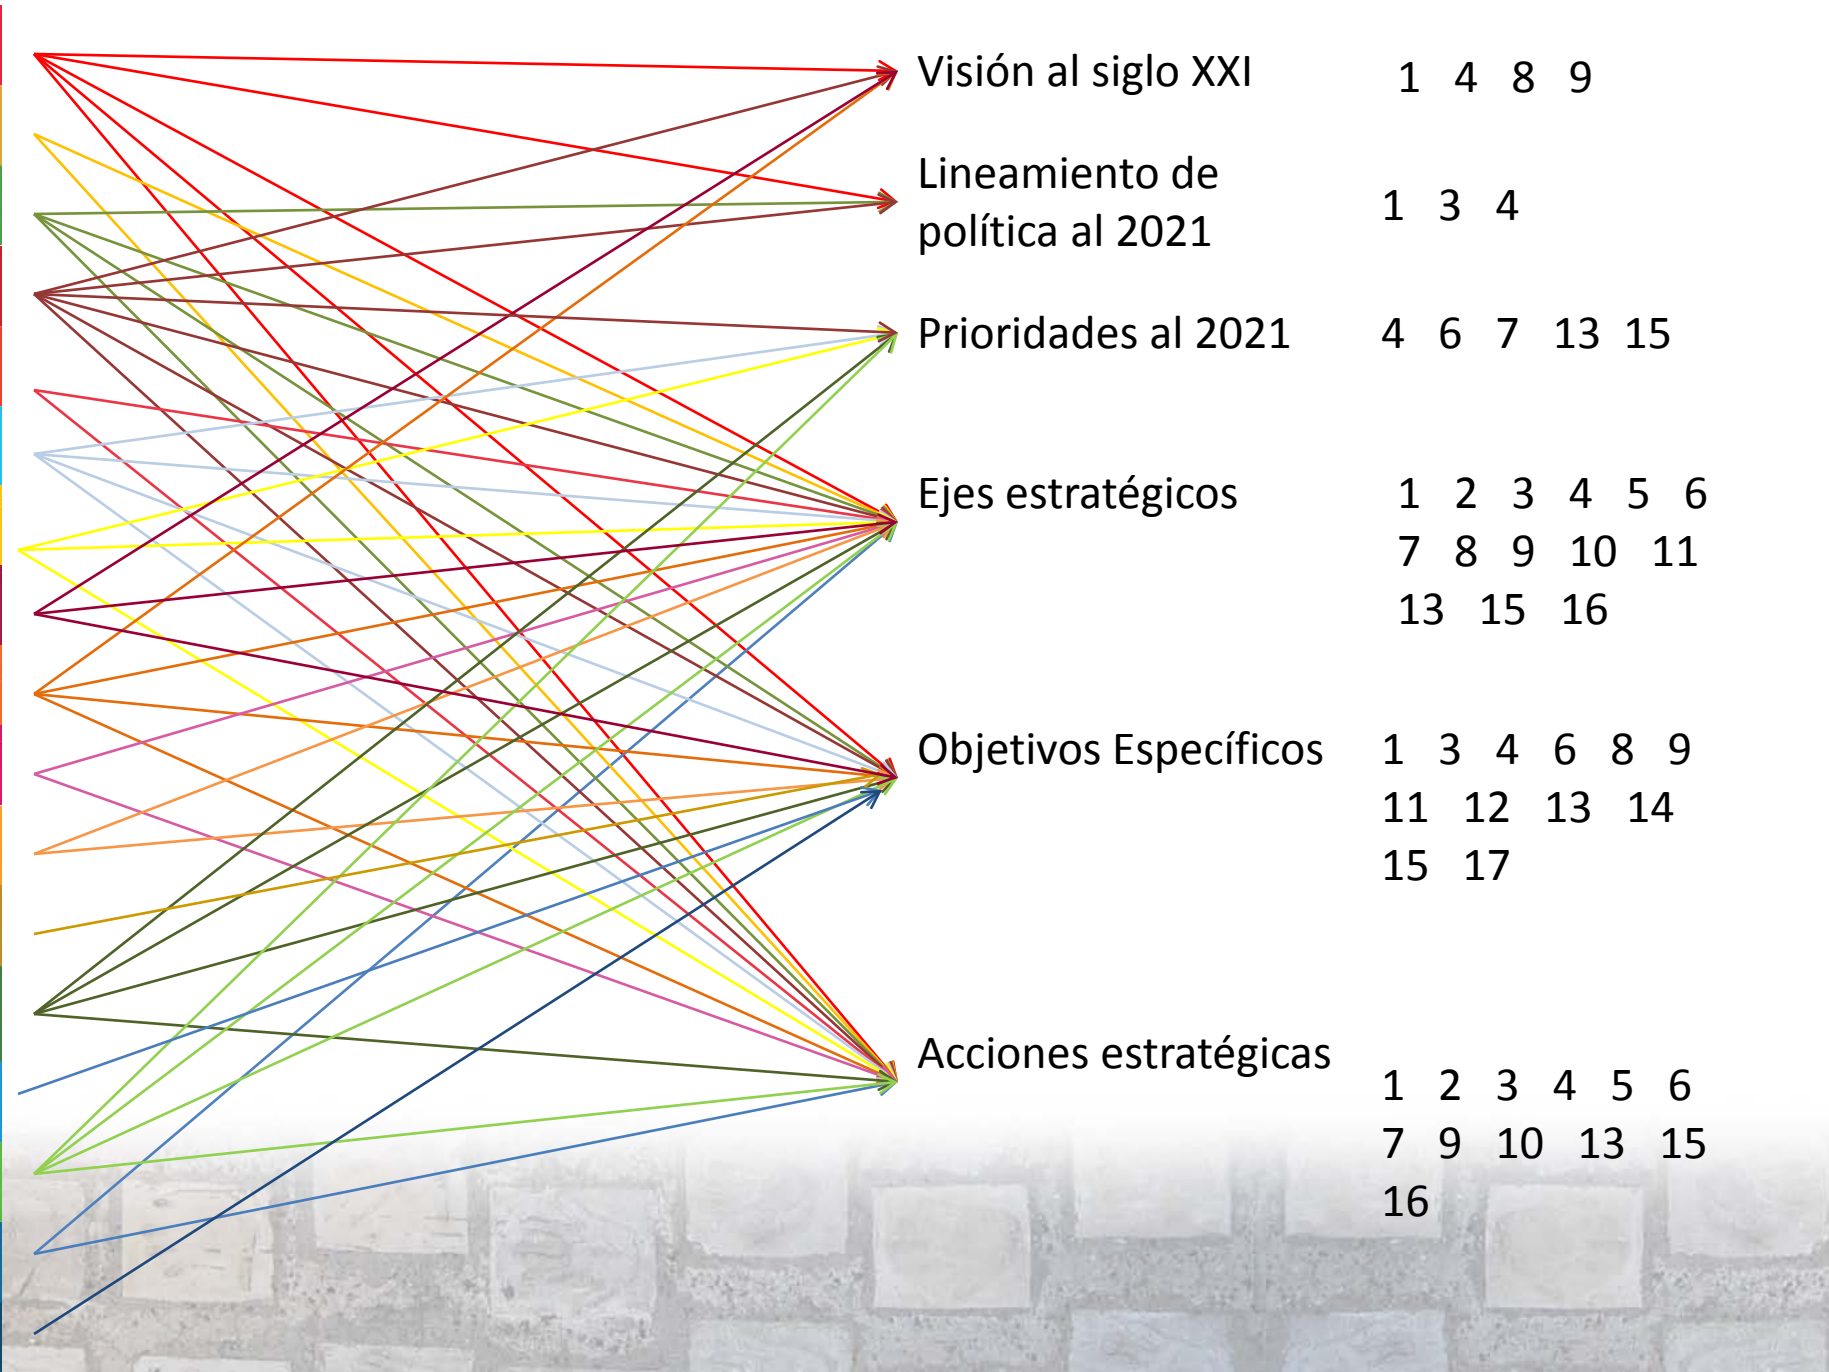 Visión al siglo XXI 1 4 8 9
Lineamiento de
política al 2021 1 3 4
Prioridades al 2021 4 6 7 13 15
Ejes estratégicos 1 2 3 4 5 6
7 8 9 10 11
13 15 16
Objetivos Específicos 1 3 4 6 8 9
11 12 13 14
15 17
Acciones estratégicas
1 2 3 4 5 6
7 9 10 13 15
16